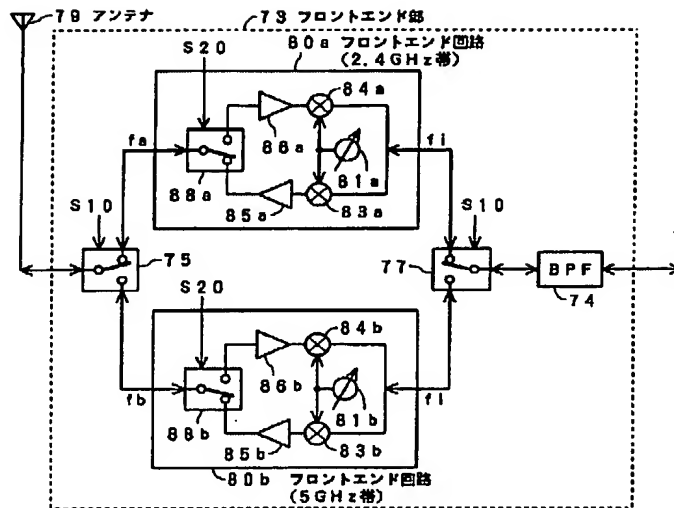 79 アンテナ
73 フロントエンド部
80a フロントエンド回路
(2.4GHz帯)
S20
84a
86a
fa
88a
81a
fi
85a
83a
S10
S10
75
77
BPF
74
S20
84b
86b
fb
88b
81b
fi
85b
83b
80b フロントエンド回路
(5GHz帯)